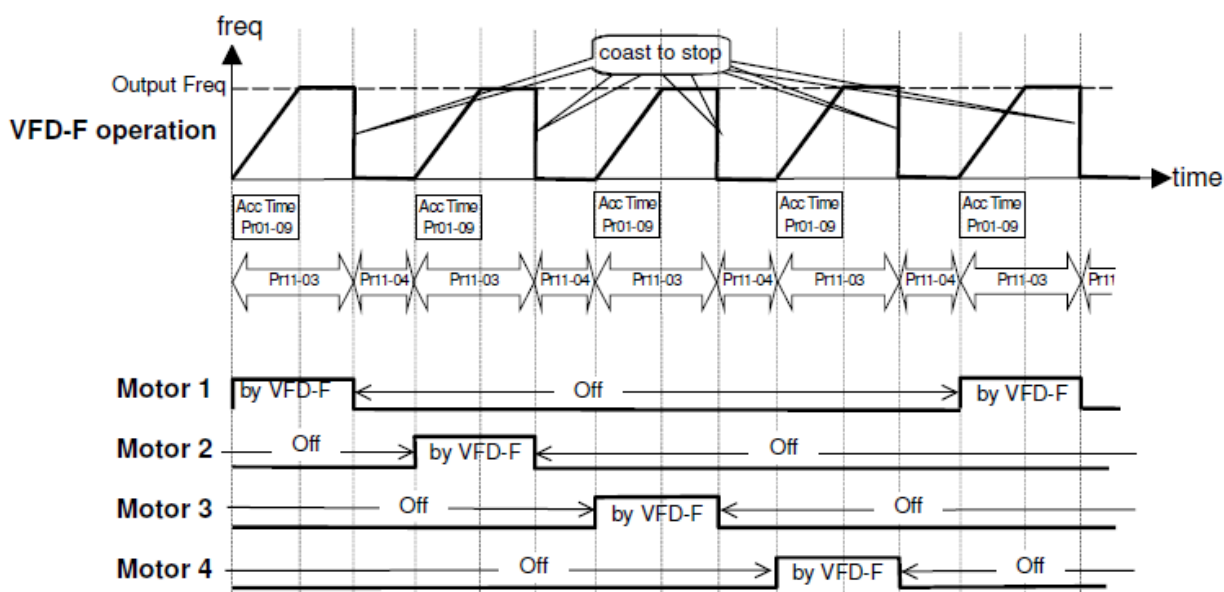 freq
coast to stop
Output Freq
VFD-F operation
time
Acc Time
Pr01-09
Acc Time
Pr01-09
Acc Time
Pr01-09
Acc Time
Pr01-09
Acc Time
Pr01-09
Pr11-03 Pr11-04 Pr11-03 Pr11-04 Pr11-03 Pr11-04 Pr11-03 Pr11-04 Pr11-03 Pr11
Motor 1 by VFD-F Off by VFD-F
Motor 2 Off by VFD-F Off
Motor 3 Off by VFD-F Off
Motor 4 Off by VFD-F Off